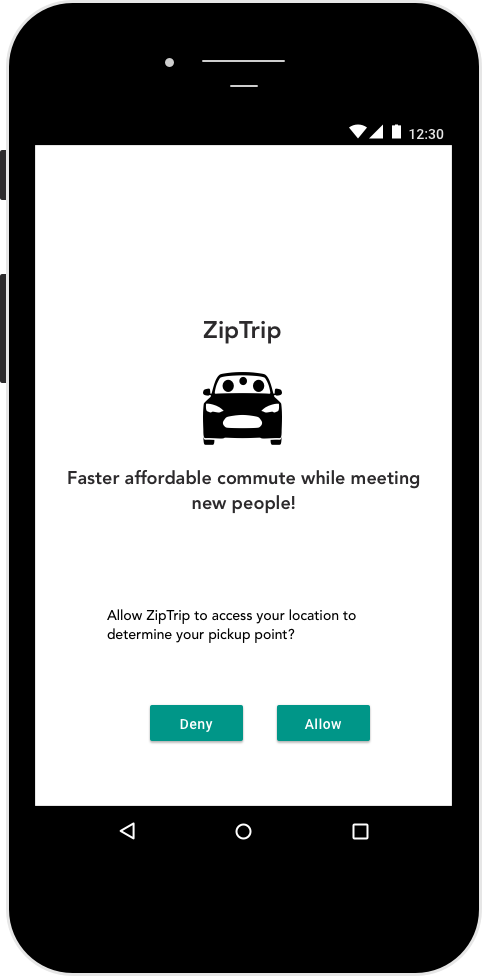 12:30
ZipTrip
Faster affordable commute while meeting
new people!
Allow ZipTrip to access your location to
determine your pickup point?
Deny Allow